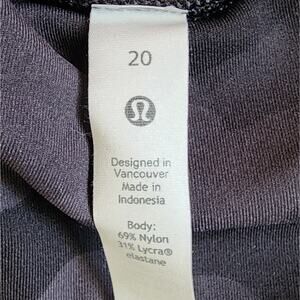 20
Designed in
Vancouver
Made in
Indonesia
Body:
69% Nylon
31% Lycra®
elastane